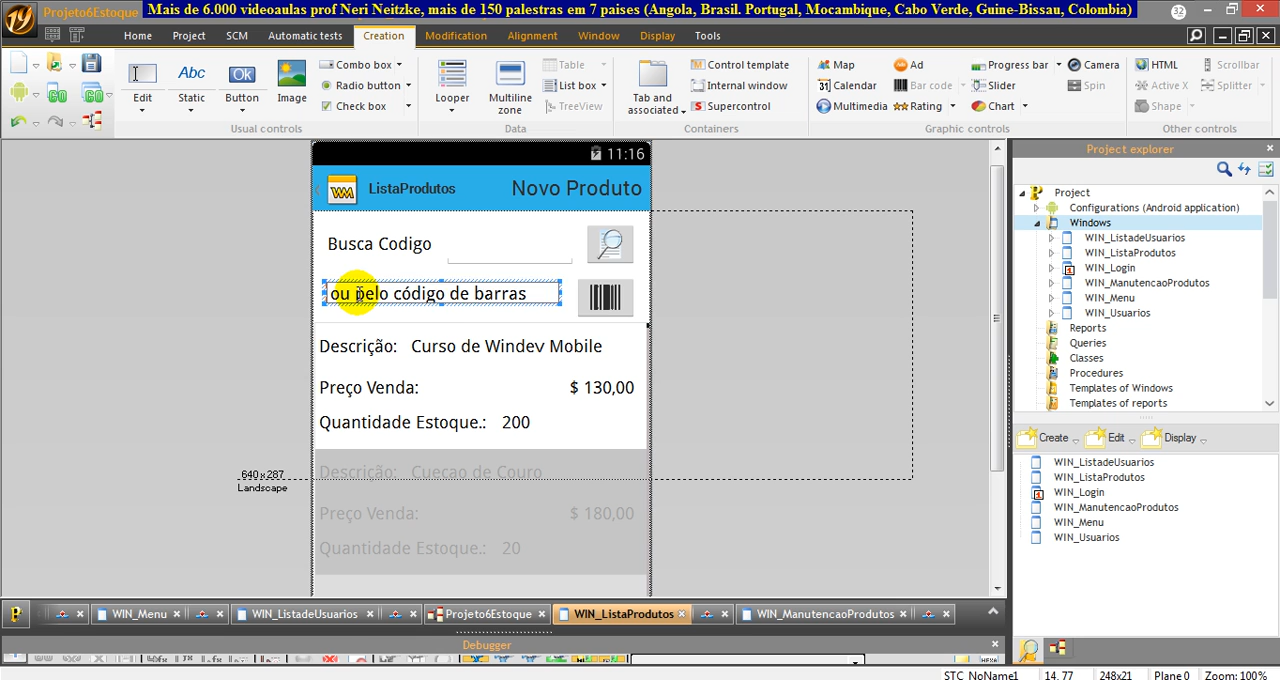 Projeto6Estoque
Mais de 6.000 videoaulas prof Neri Neitzke, mais de 150 palestras em 7 paises (Angola, Brasil. Portugal, Mocambique, Cabo Verde, Guine-Bissau, Colombia)
32
Home Project SCM Automatic tests Creation Modification Alignment Window Display Tools
Edit
Abc
Static
Ok
Button
Image
Combo box
Radio button
Check box
Usual controls
Looper
Multiline zone
Table
List box
TreeView
Data
Tab and associated
Control template
Internal window
Supercontrol
Containers
Map
Calendar
Multimedia
Ad
Bar code
Rating
Progress bar
Slider
Chart
Camera
Spin
Graphic controls
HTML
Active X
Shape
Scrollbar
Splitter
Other controls
11:16
ListaProdutos Novo Produto
Busca Codigo
ou pelo código de barras
Descrição: Curso de Windev Mobile
Preço Venda: $ 130,00
Quantidade Estoque.: 200
Descrição: Cuecao de Couro
Preço Venda: $ 180,00
Quantidade Estoque.: 20
640 x 287
Landscape
Project explorer
Project
Configurations (Android application)
Windows
WIN_ListadeUsuarios
WIN_ListaProdutos
WIN_Login
WIN_ManutencaoProdutos
WIN_Menu
WIN_Usuarios
Reports
Queries
Classes
Procedures
Templates of Windows
Templates of reports
Create Edit Display
WIN_ListadeUsuarios
WIN_ListaProdutos
WIN_Login
WIN_ManutencaoProdutos
WIN_Menu
WIN_Usuarios
WIN_Menu WIN_ListadeUsuarios Projeto6Estoque WIN_ListaProdutos WIN_ManutencaoProdutos
Debugger
STC_NoName1 14, 77 248x21 Plane 0 Zoom: 100%